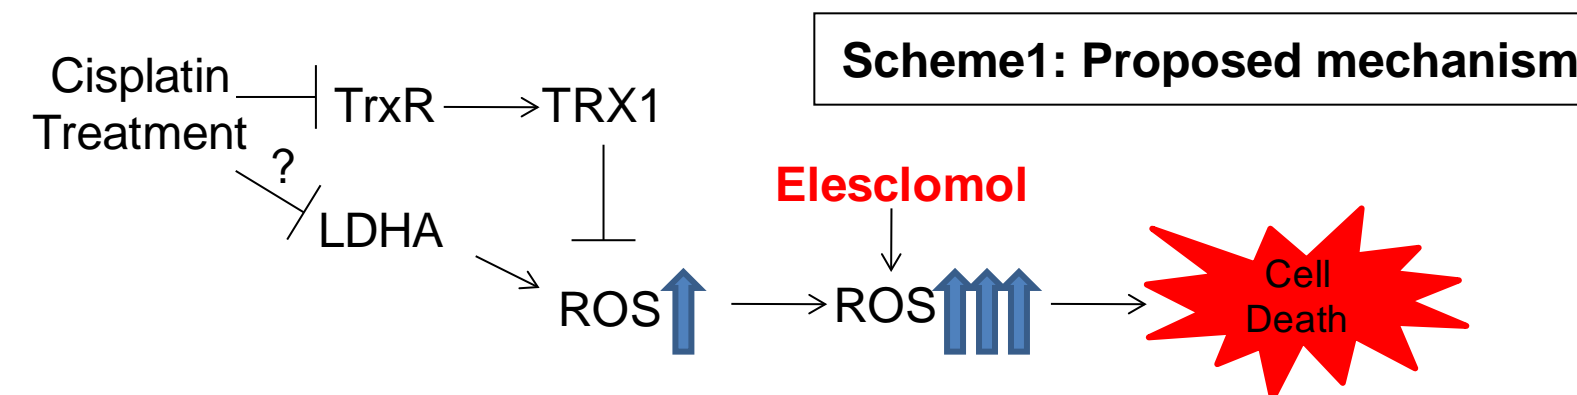 Scheme1: Proposed mechanism
Cisplatin
Treatment
TrxR
TRX1
?
LDHA
Elesclomol
ROS
ROS
Cell
Death